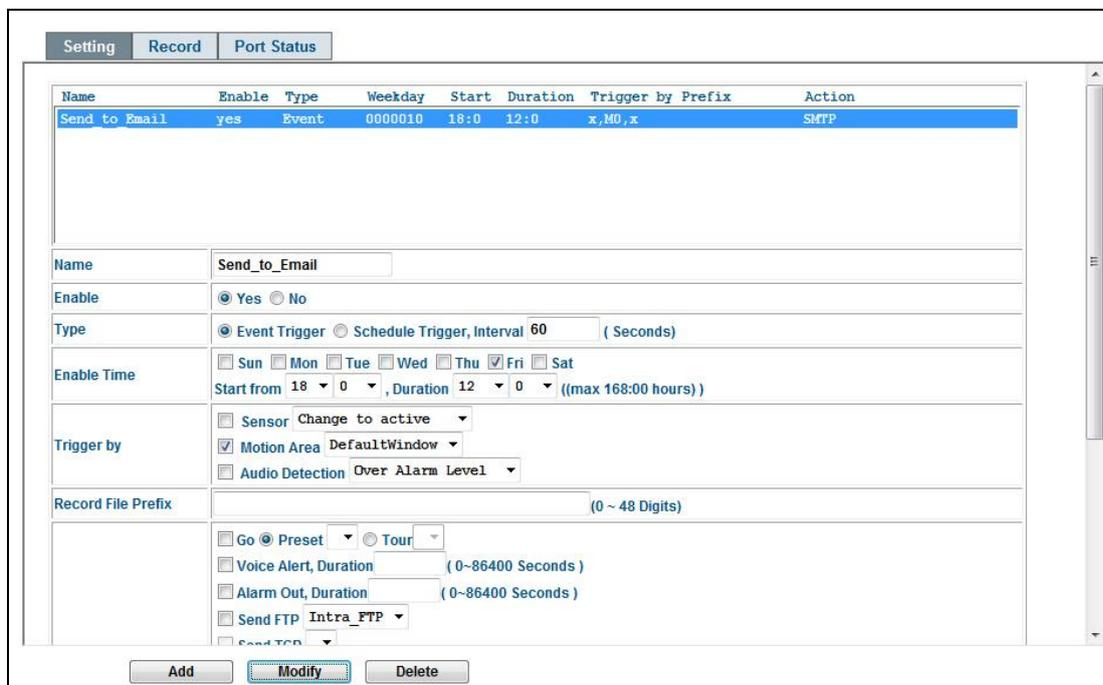 Setting Record Port Status
Name Enable Type Weekday Start Duration Trigger by Prefix Action
Send_to_Email yes Event 0000010 18:0 12:0 x,M0,x SMTP
Name Send_to_Email
Enable Yes No
Type Event Trigger Schedule Trigger, Interval 60 ( Seconds)
Enable Time Sun Mon Tue Wed Thu Fri Sat
Start from 18 0 , Duration 12 0 ((max 168:00 hours) )
Trigger by Sensor Change to active
Motion Area DefaultWindow
Audio Detection Over Alarm Level
Record File Prefix (0 ~ 48 Digits)
Go Preset Tour
Voice Alert, Duration ( 0~86400 Seconds )
Alarm Out, Duration ( 0~86400 Seconds )
Send FTP Intra_FTP
Send TCP
Add Modify Delete